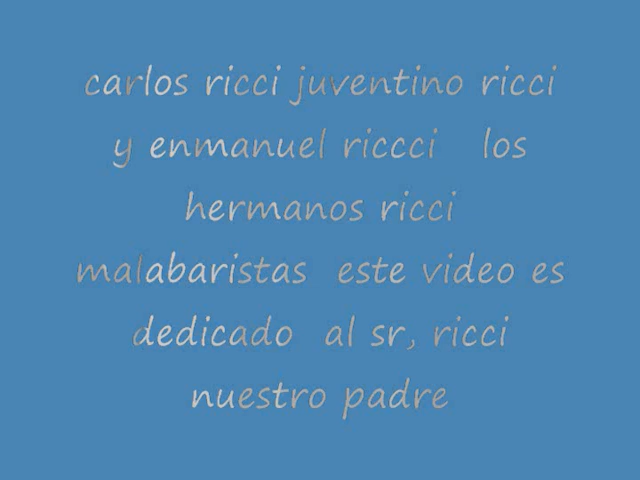 carlos ricci juventino ricci
y enmanuel riccci los
hermanos ricci
malabaristas este video es
dedicado al sr, ricci
nuestro padre